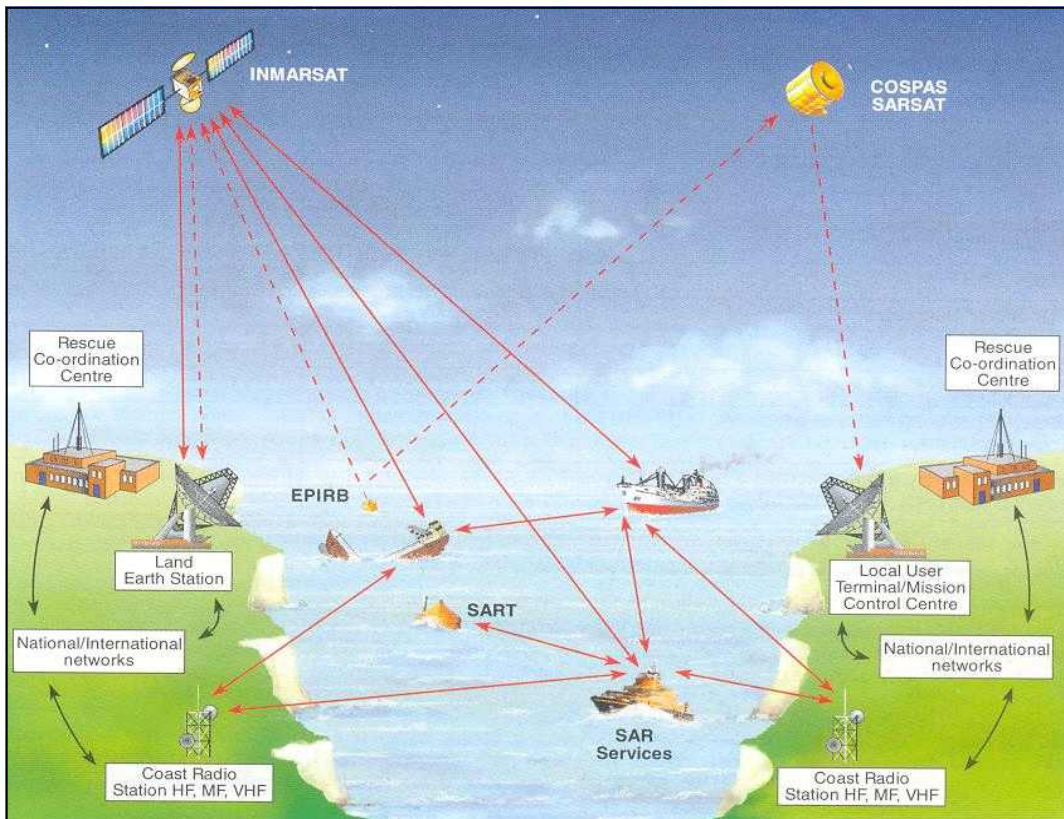 INMARSAT
COSPAS
SARSAT
Rescue
Co-ordination
Centre
Rescue
Co-ordination
Centre
EPIRB
Land
Earth Station
Local User
Terminal/Mission
Control Centre
SART
National/International
networks
National/International
networks
SAR
Services
Coast Radio
Station HF, MF, VHF
Coast Radio
Station HF, MF, VHF